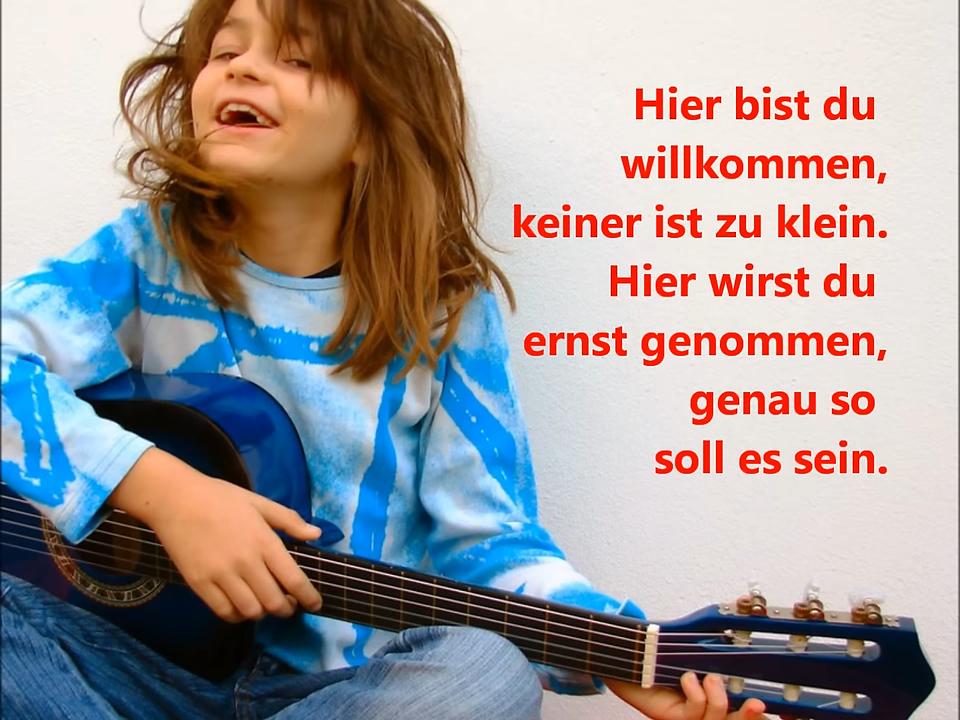 Hier bist du
willkommen,
keiner ist zu klein.
Hier wirst du
ernst genommen,
genau so
soll es sein.